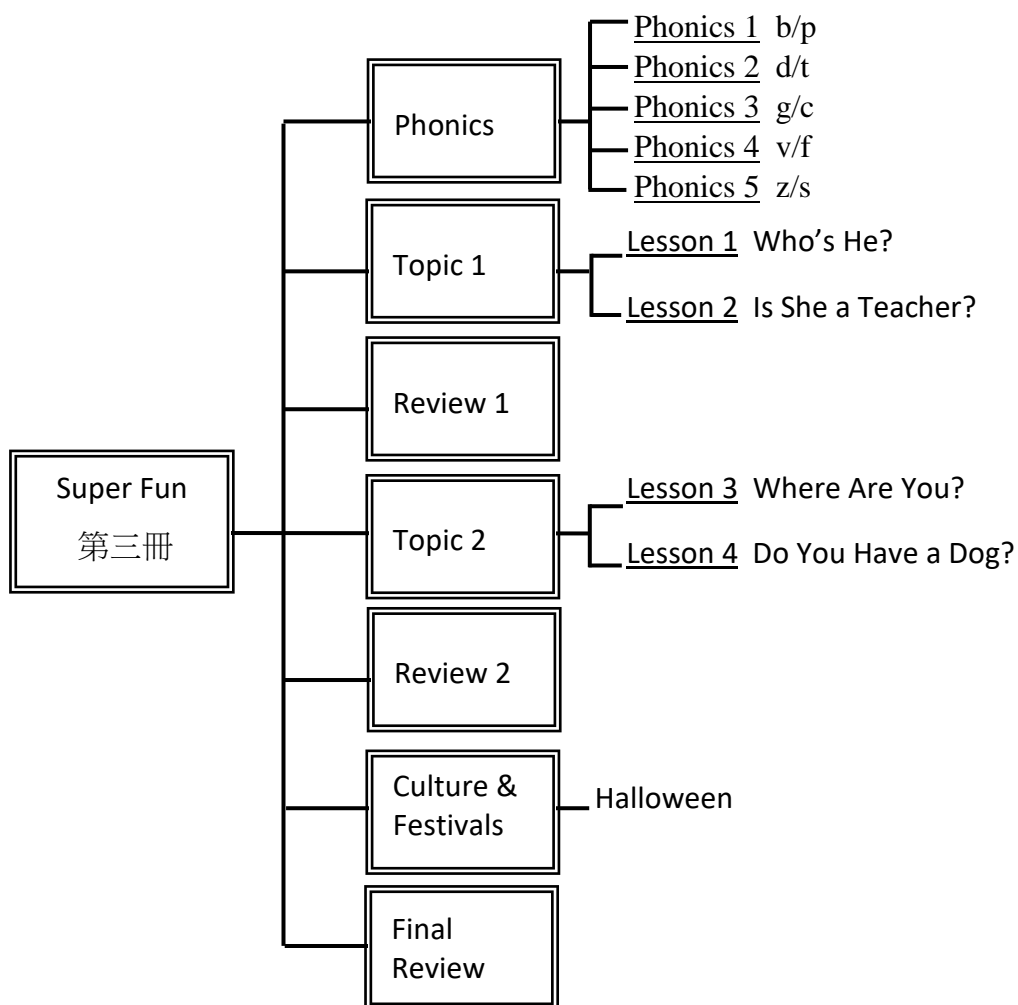 Phonics 1 b/p
Phonics 2 d/t
Phonics
Phonics 3 g/c
Phonics 4 v/f
Phonics 5 z/s
Topic 1
Lesson 1 Who’s He?
Lesson 2 Is She a Teacher?
Review 1
Super Fun
第三冊
Topic 2
Lesson 3 Where Are You?
Lesson 4 Do You Have a Dog?
Review 2
Culture &
Festivals
Halloween
Final
Review